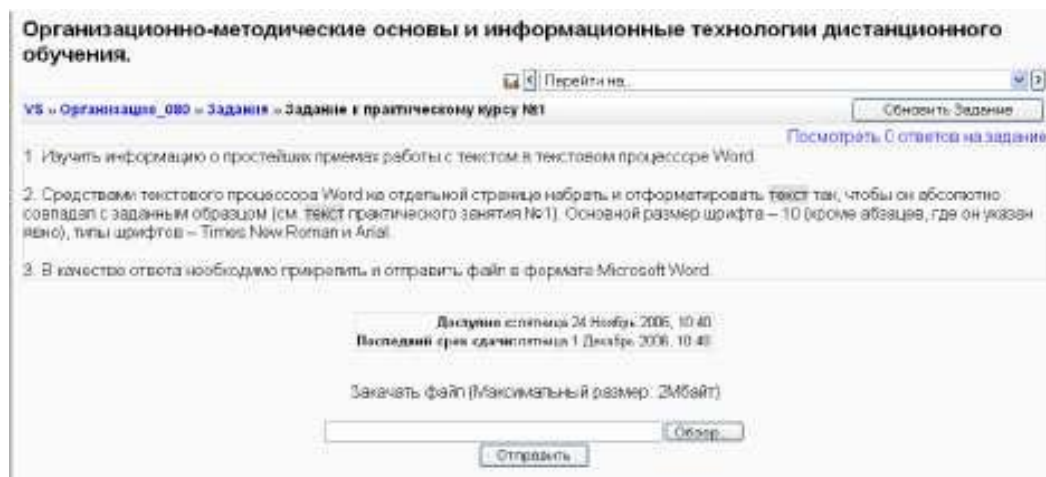 Организационно-методические основы и информационные технологии дистанционного
обучения.
Перейти на...
VS » Организация_080 » Задания » Задание к практическому курсу №1
Обновить Задание
Посмотреть 0 ответов на задание
1. Изучить информацию о простейших приемах работы с текстом в текстовом процессоре Word.
2. Средствами текстового процессора Word на отдельной странице набрать и отформатировать текст так, чтобы он абсолютно
совпадал с заданным образцом (см. текст практического занятия №1). Основной размер шрифта – 10 (кроме абзацев, где он указан
явно), типы шрифтов – Times New Roman и Arial.
3. В качестве ответа необходимо прикрепить и отправить файл в формате Microsoft Word.
Доступно с: пятница 24 Ноябрь 2006, 10:40
Последний срок сдачи: пятница 1 Декабрь 2006, 10:40
Закачать файл (Максимальный размер: 2Мбайт)
Обзор...
Отправить